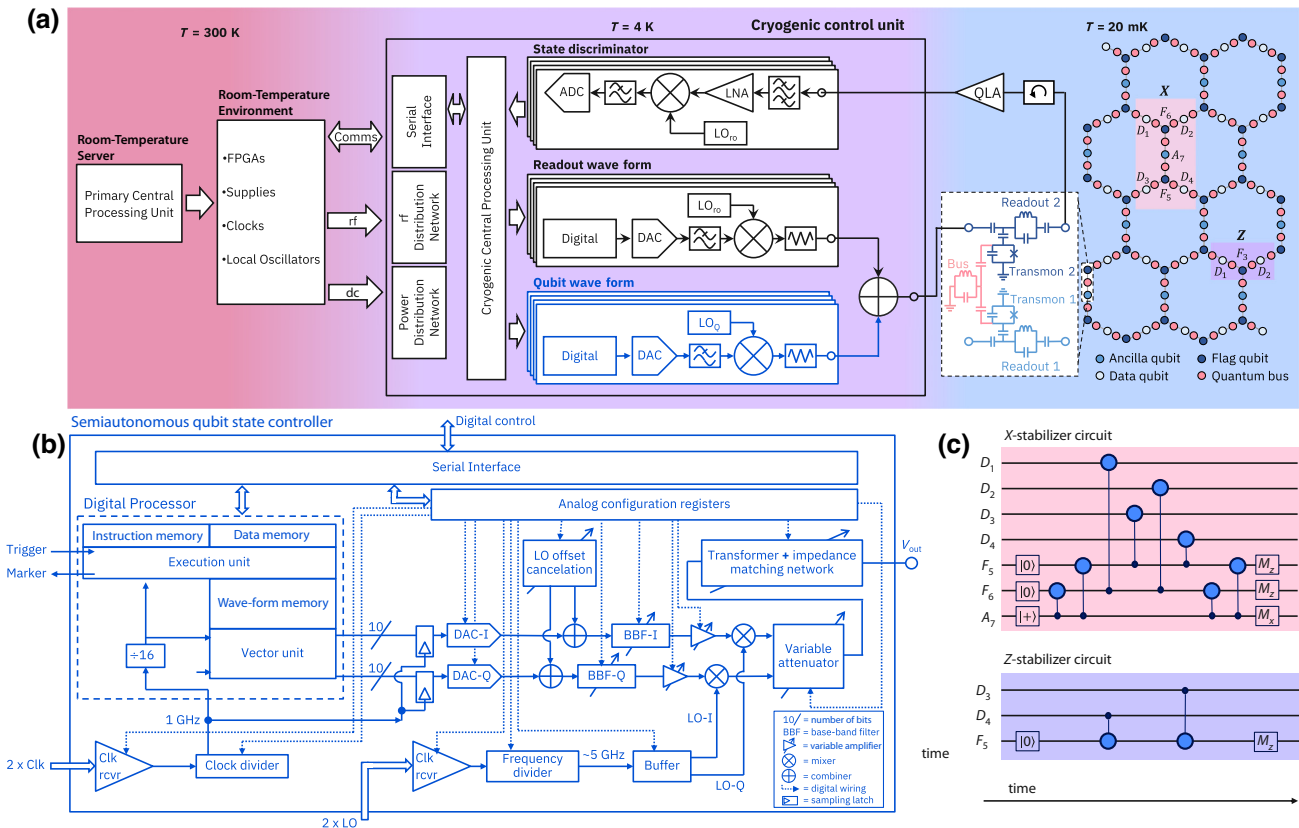 (a)
T = 300 K
T = 4 K
Cryogenic control unit
T = 20 mK
Room-Temperature
Server
Primary Central
Processing Unit
Room-Temperature
Environment
•FPGAs
•Supplies
•Clocks
•Local Oscillators
Comms
rf
dc
Serial
Interface
rf
Distribution
Network
Power
Distribution
Network
Cryogenic Central Processing Unit
State discriminator
ADC
LNA
LOro
Readout wave form
LOro
Digital
DAC
Qubit wave form
LOQ
Digital
DAC
QLA
Readout 2
Bus
Transmon 2
Transmon 1
Readout 1
X
F6
D1
D2
A7
D3
D4
F5
Z
F3
D1
D2
Ancilla qubit
Flag qubit
Data qubit
Quantum bus
(b)
Semiautonomous qubit state controller
Digital control
Serial Interface
Digital Processor
Analog configuration registers
Instruction memory
Data memory
Execution unit
Trigger
Marker
Wave-form memory
Vector unit
÷16
10
10
DAC-I
DAC-Q
LO offset
cancelation
BBF-I
BBF-Q
Transformer + impedance
matching network
Vout
Variable
attenuator
1 GHz
2 x Clk
Clk
rcvr
Clock divider
Clk
rcvr
Frequency
divider
~5 GHz
Buffer
LO-I
LO-Q
2 x LO
10/ = number of bits
BBF = base-band filter
= variable amplifier
= mixer
= combiner
= digital wiring
= sampling latch
(c)
X-stabilizer circuit
D1
D2
D3
D4
F5 |0⟩ Mz
F6 |0⟩ Mz
A7 |+⟩ Mx
Z-stabilizer circuit
D3
D4
F5 |0⟩ Mz
time
time